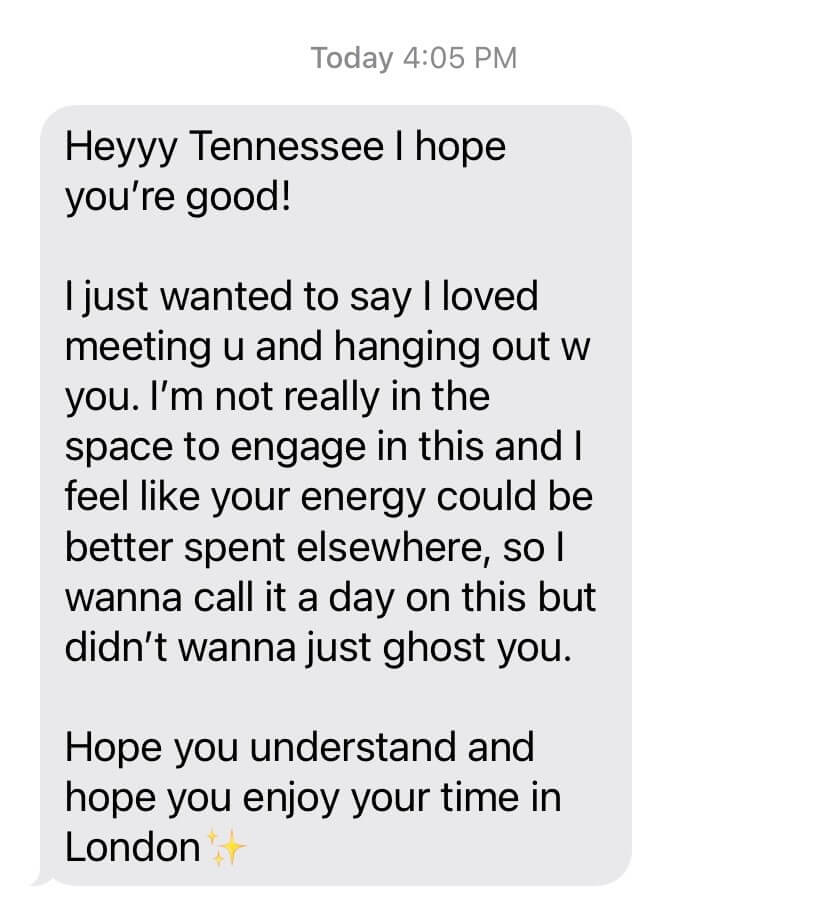 Today 4:05 PM
Heyyy Tennessee I hope
you’re good!
I just wanted to say I loved
meeting u and hanging out w
you. I’m not really in the
space to engage in this and I
feel like your energy could be
better spent elsewhere, so I
wanna call it a day on this but
didn’t wanna just ghost you.
Hope you understand and
hope you enjoy your time in
London✨